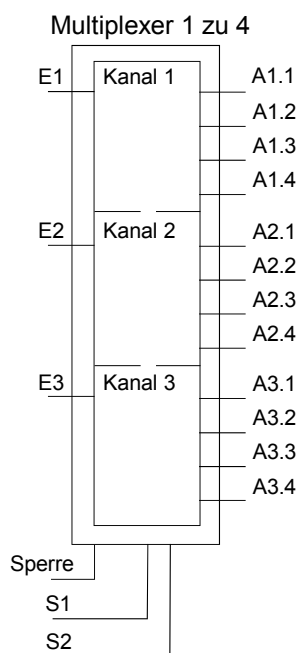 Multiplexer 1 zu 4
E1
Kanal 1
A1.1
A1.2
A1.3
A1.4
E2
Kanal 2
A2.1
A2.2
A2.3
A2.4
E3
Kanal 3
A3.1
A3.2
A3.3
A3.4
Sperre
S1
S2